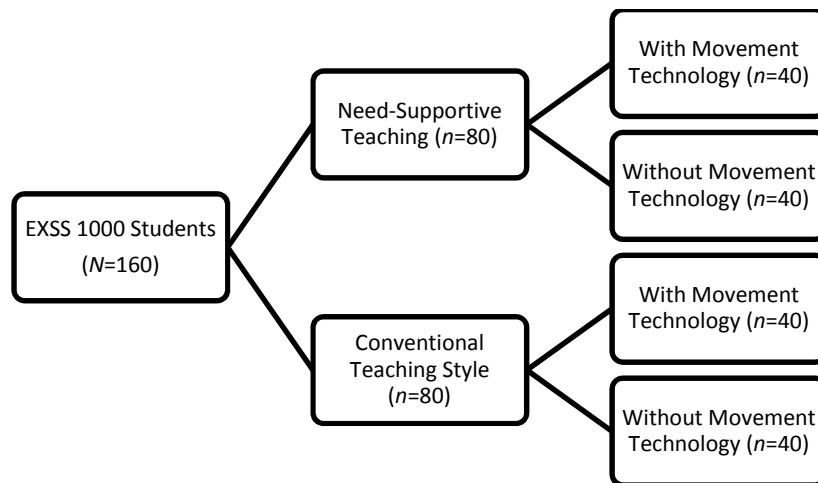 EXSS 1000 Students
(N=160)
Need-Supportive
Teaching (n=80)
Conventional
Teaching Style
(n=80)
With Movement
Technology (n=40)
Without Movement
Technology (n=40)
With Movement
Technology (n=40)
Without Movement
Technology (n=40)